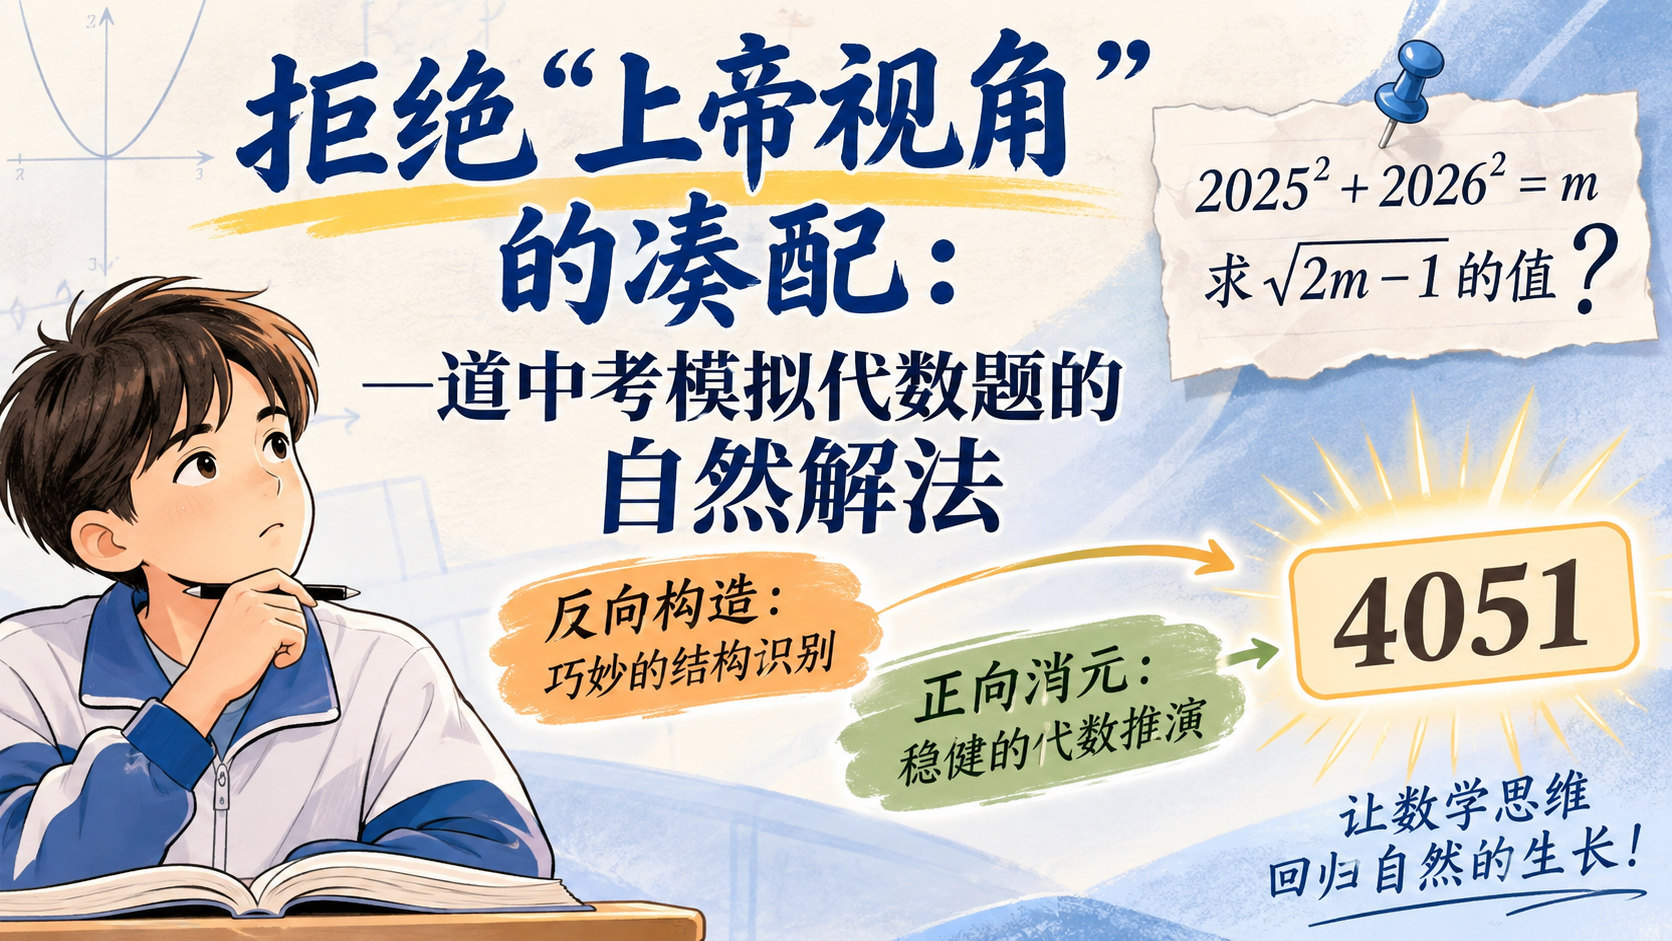 拒绝“上帝视角”
的凑配：
一道中考模拟代数题的
自然解法
2025² + 2026² = m
求 √(2m − 1) 的值？
反向构造：
巧妙的结构识别
正向消元：
稳健的代数推演
4051
让数学思维
回归自然的生长！